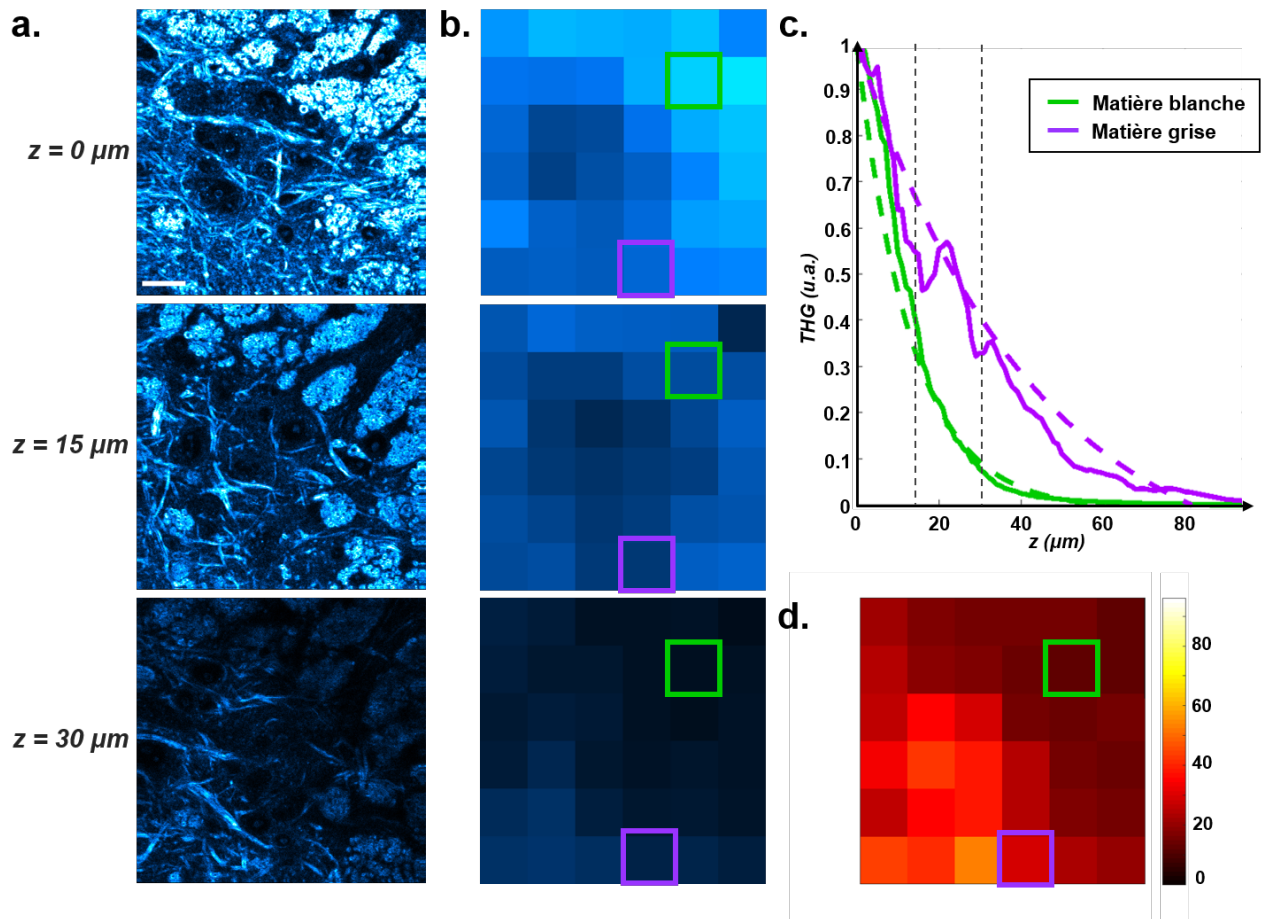 a.
b.
c.
z = 0 µm
z = 15 µm
z = 30 µm
1
0.9
0.8
0.7
0.6
0.5
0.4
0.3
0.2
0.1
0
THG (u.a.)
0
20
40
60
80
z (µm)
Matière blanche
Matière grise
d.
80
60
40
20
0